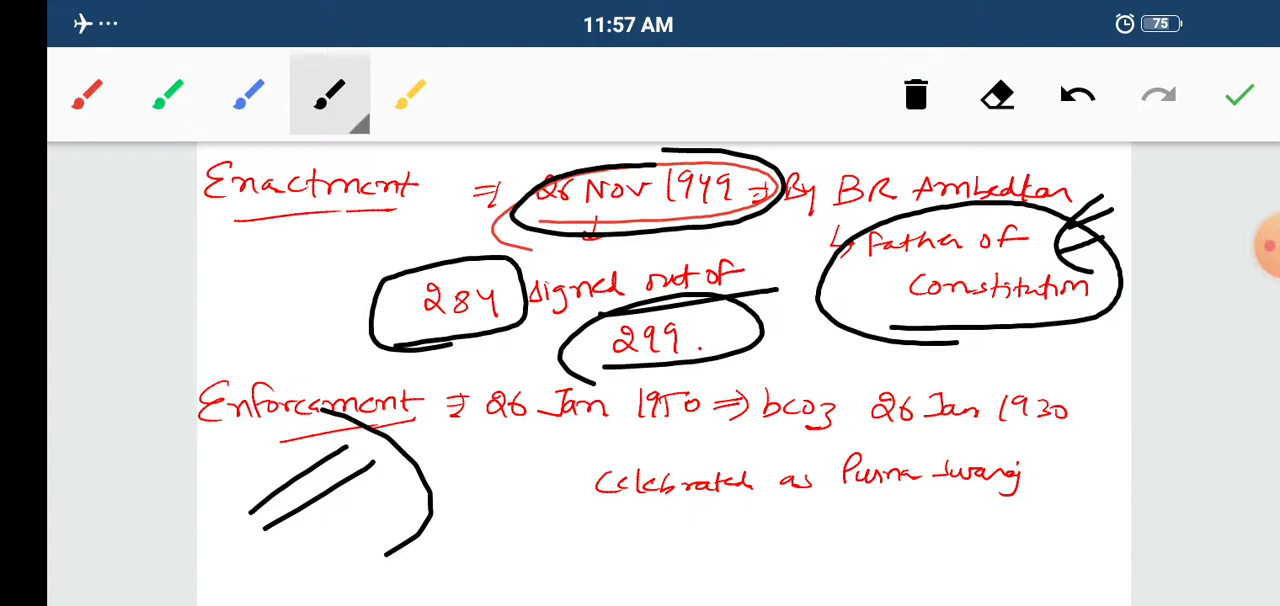 11:57 AM
75
Enactment ⇒ 26 Nov 1949 ⇒ By BR Ambedkar
↳ Father of
Constitution
284 signed out of
299.
Enforcement ⇒ 26 Jan 1950 ⇒ bcoz 26 Jan 1930
Celebrated as Purna Swaraj